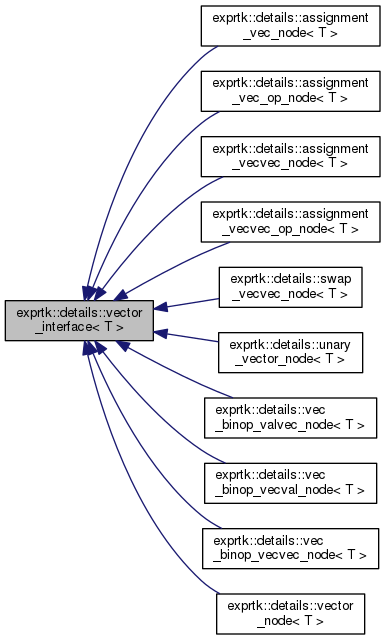 exprtk::details::assignment
_vec_node< T >
exprtk::details::assignment
_vec_op_node< T >
exprtk::details::assignment
_vecvec_node< T >
exprtk::details::assignment
_vecvec_op_node< T >
exprtk::details::swap
_vecvec_node< T >
exprtk::details::vector
_interface< T >
exprtk::details::unary
_vector_node< T >
exprtk::details::vec
_binop_valvec_node< T >
exprtk::details::vec
_binop_vecval_node< T >
exprtk::details::vec
_binop_vecvec_node< T >
exprtk::details::vector
_node< T >